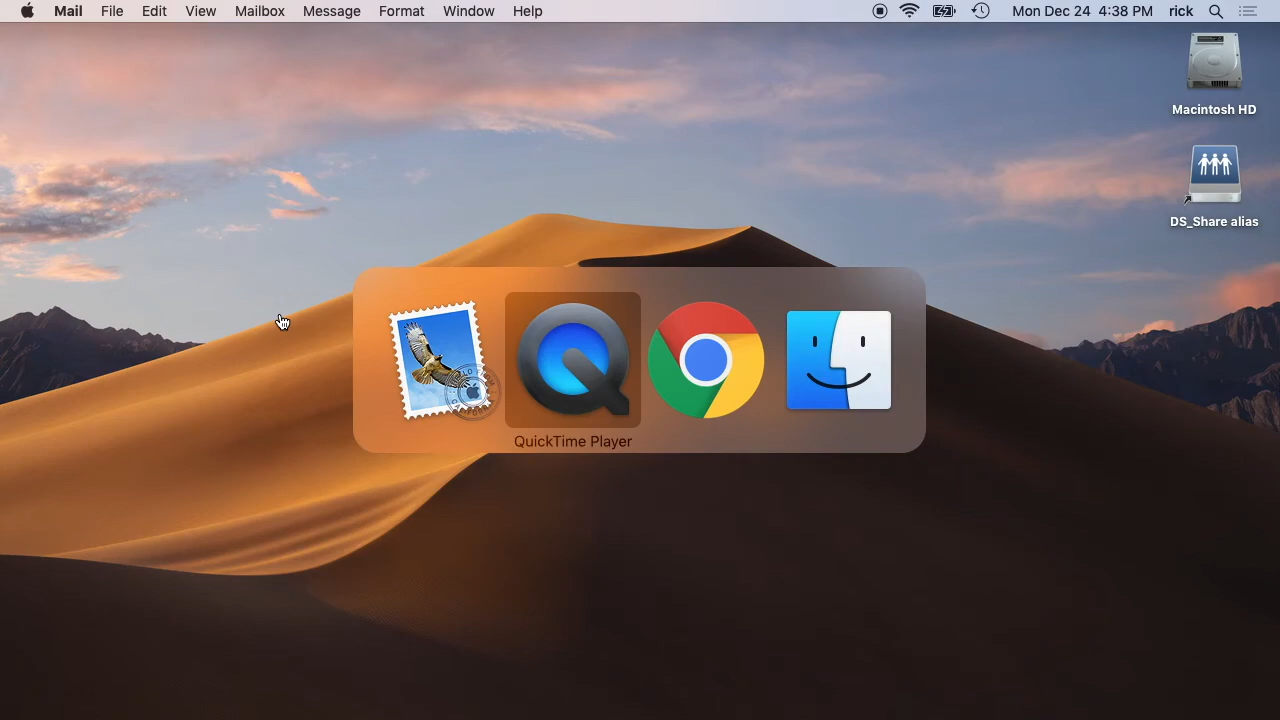 Mail File Edit View Mailbox Message Format Window Help Mon Dec 24 4:38 PM rick
Macintosh HD
DS_Share alias
QuickTime Player